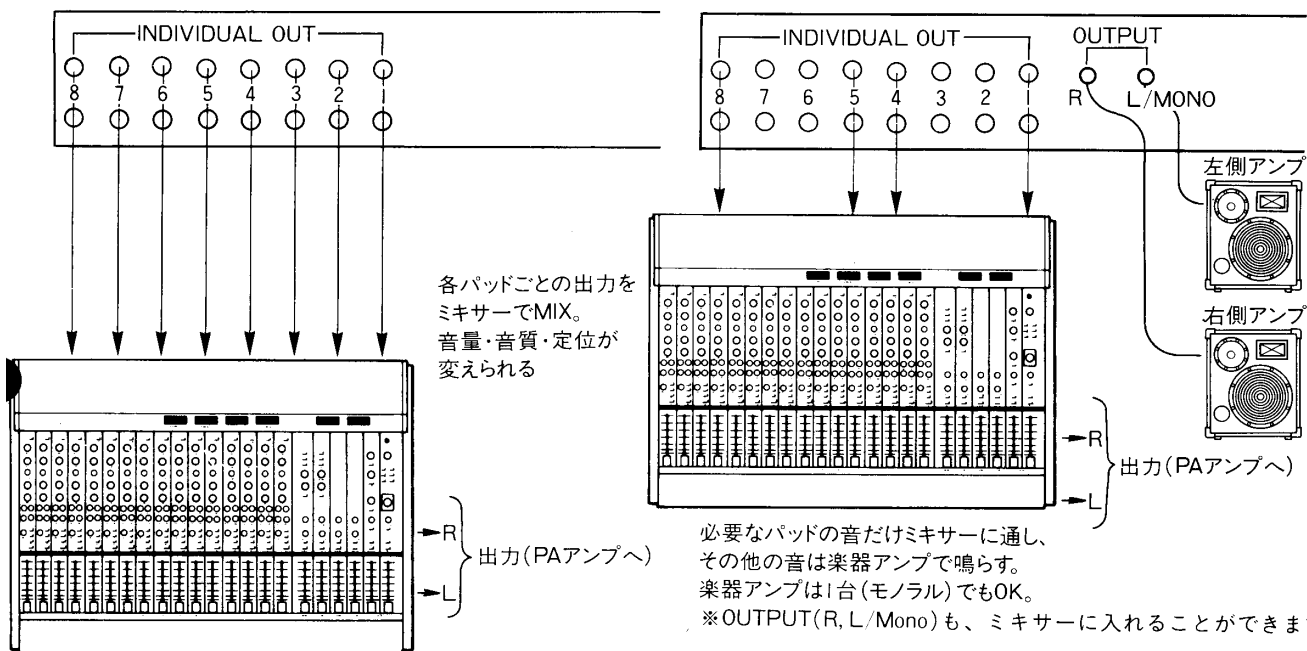 INDIVIDUAL OUT
8 7 6 5 4 3 2 1
各パッドごとの出力を
ミキサーでMIX。
音量・音質・定位が
変えられる
R
L
出力(PAアンプへ)
INDIVIDUAL OUT
8 7 6 5 4 3 2 1
OUTPUT
R L/MONO
左側アンプ
右側アンプ
R
L
出力(PAアンプへ)
必要なパッドの音だけミキサーに通し、
その他の音は楽器アンプで鳴らす。
楽器アンプは1台(モノラル)でもOK。
※OUTPUT(R, L/Mono)も、ミキサーに入れることができま